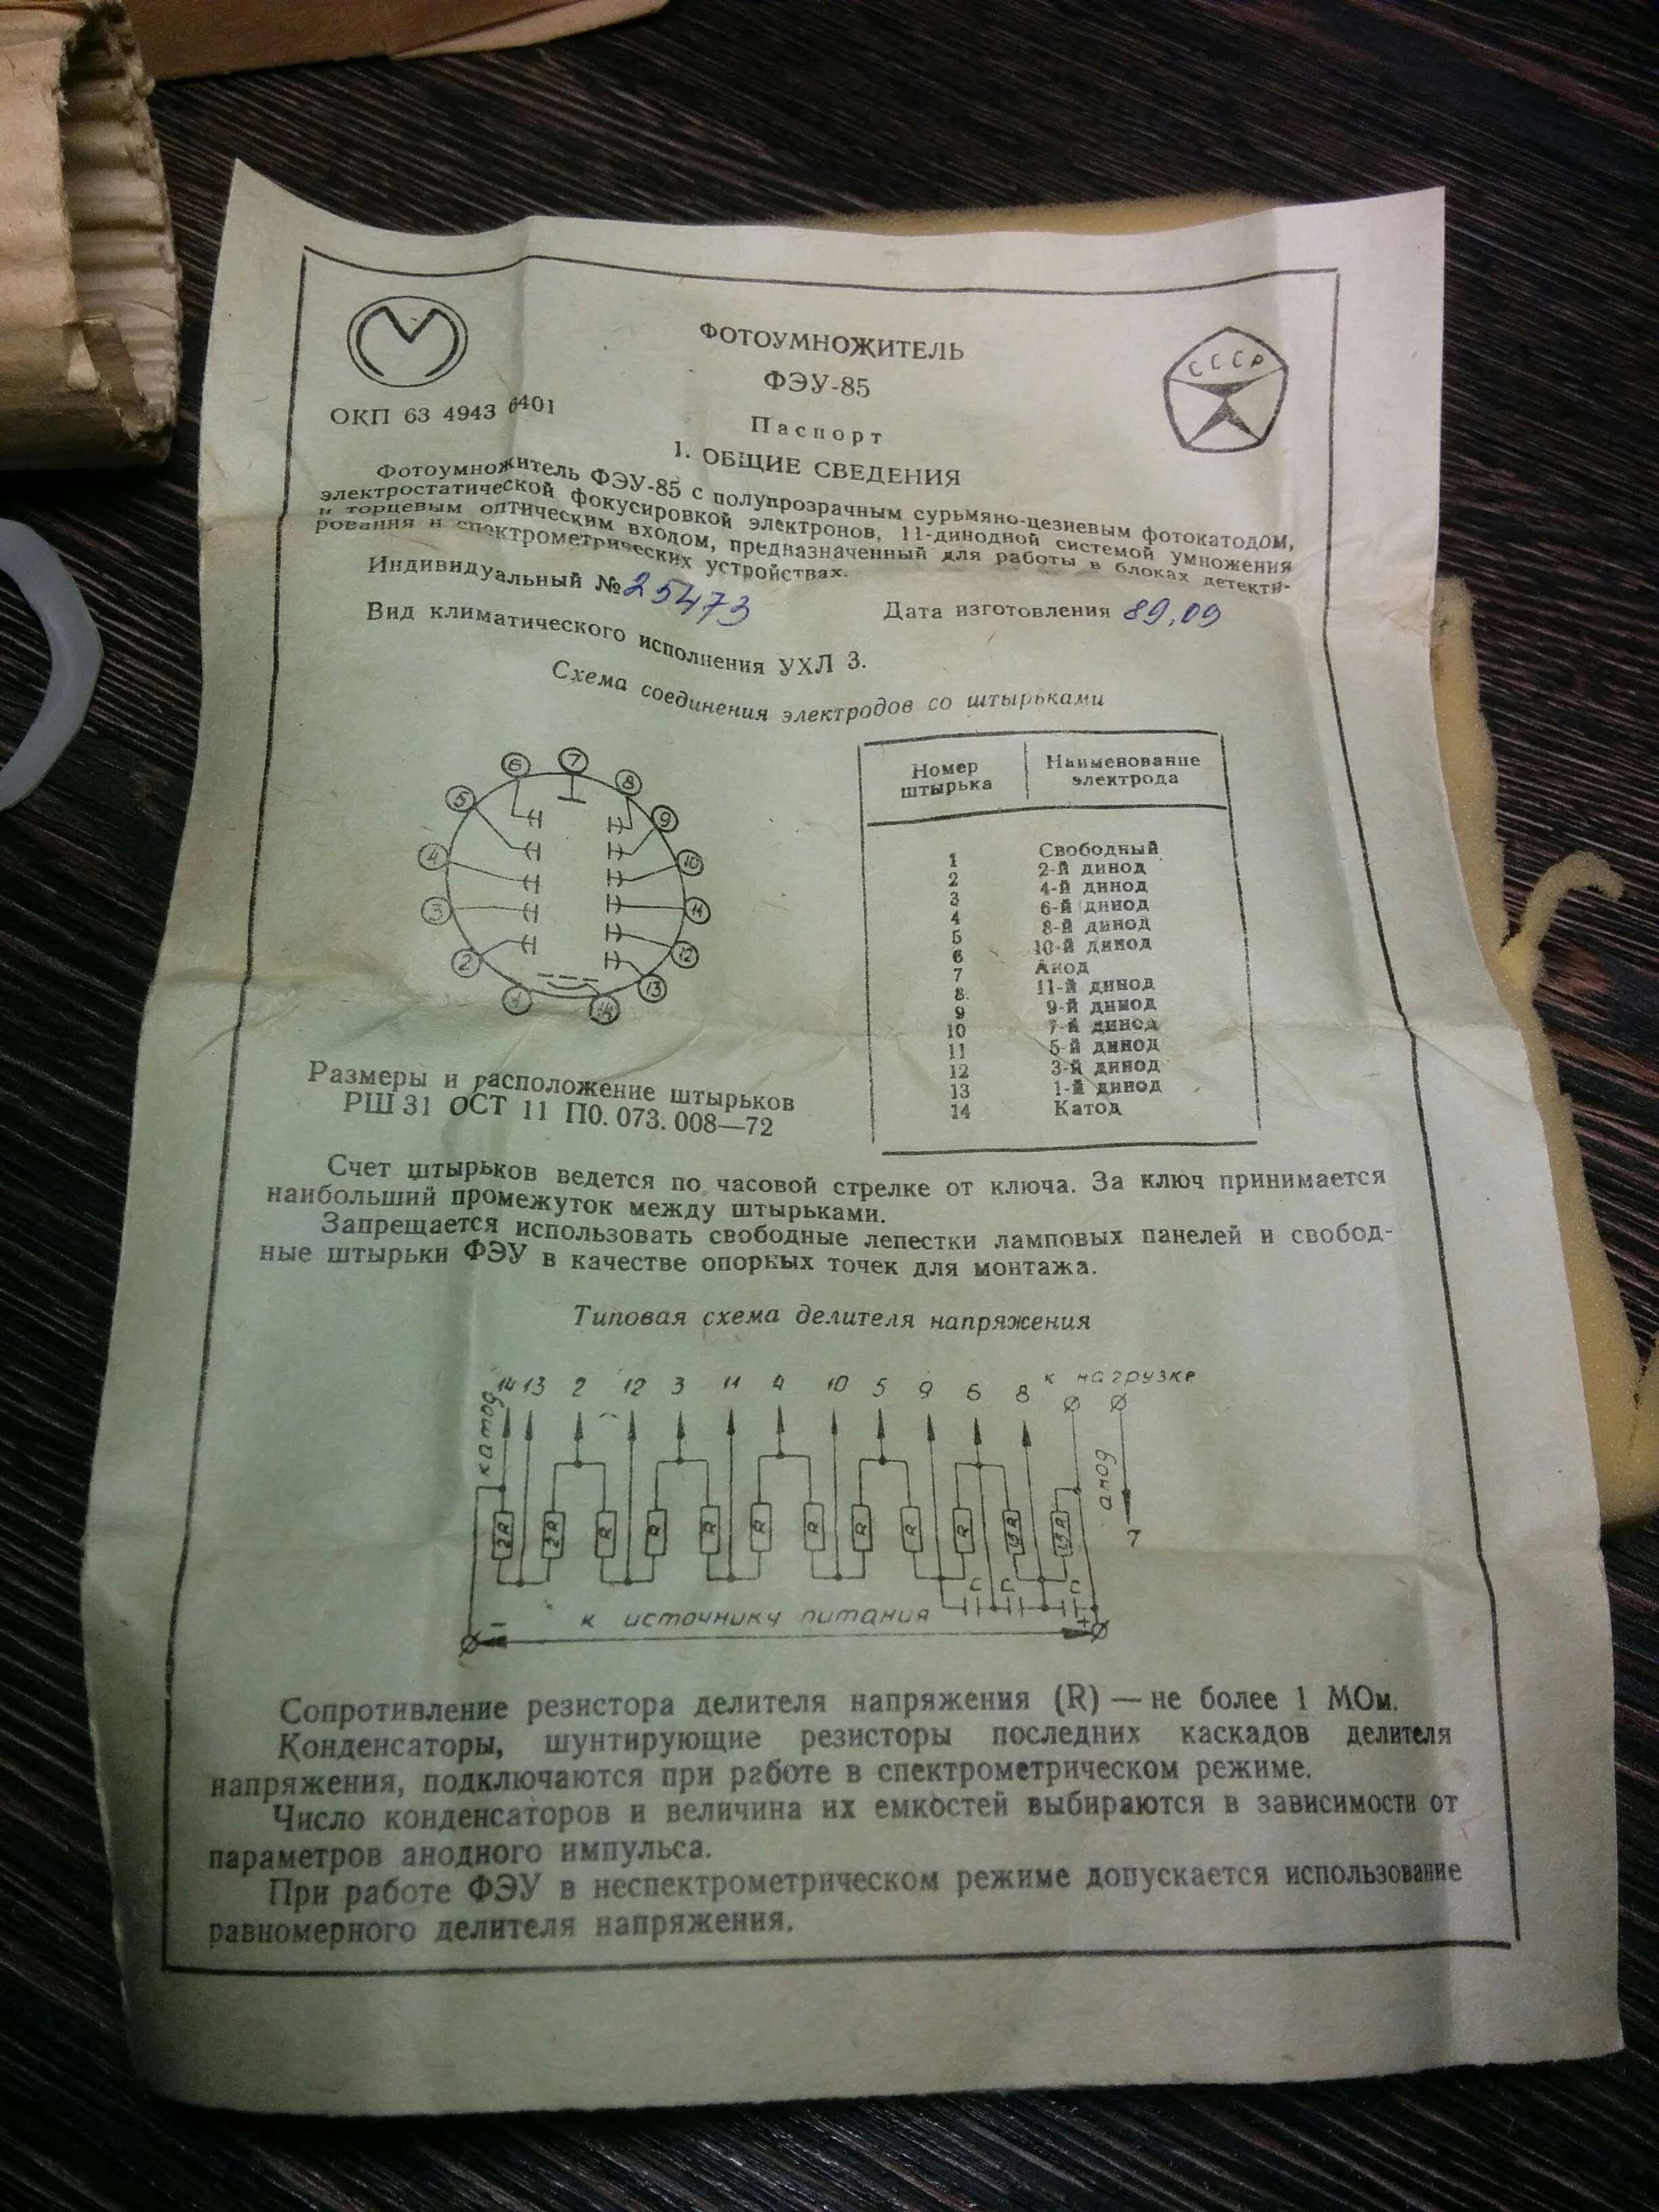 ФОТОУМНОЖИТЕЛЬ
СССР
ФЭУ-85
ОКП 63 4943 6401
Паспорт
1. ОБЩИЕ СВЕДЕНИЯ
Фотоумножитель ФЭУ-85 с полупрозрачным сурьмяно-цезиевым фотокатодом,
электростатической фокусировкой электронов, 11-динодной системой умножения
и торцевым оптическим входом, предназначенный для работы в блоках детекти-
рования и спектрометрических устройствах.
Индивидуальный № 25473
Дата изготовления 89.09
Вид климатического исполнения УХЛ 3.
Схема соединения электродов со штырьками
6 7 8
5 9
4 10
3 11
2 12
1 14 13
Номер штырька Наименование электрода
1 Свободный
2 2-й динод
3 4-й динод
4 6-й динод
5 8-й динод
6 10-й динод
7 Анод
8. 11-й динод
9 9-й динод
10 7-й динод
11 5-й динод
12 3-й динод
13 1-й динод
14 Катод
Размеры и расположение штырьков
РШ 31 ОСТ 11 П0. 073. 008—72
Счет штырьков ведется по часовой стрелке от ключа. За ключ принимается
наибольший промежуток между штырьками.
Запрещается использовать свободные лепестки ламповых панелей и свобод-
ные штырьки ФЭУ в качестве опорных точек для монтажа.
Типовая схема делителя напряжения
14 13 2 12 3 11 4 10 5 9 6 8 к нагрузке
катод
анод
2R 2R R R R R R R R R
7
С С С
к источнику питания
− +
Сопротивление резистора делителя напряжения (R) — не более 1 МОм.
Конденсаторы, шунтирующие резисторы последних каскадов делителя
напряжения, подключаются при работе в спектрометрическом режиме.
Число конденсаторов и величина их емкостей выбираются в зависимости от
параметров анодного импульса.
При работе ФЭУ в неспектрометрическом режиме допускается использование
равномерного делителя напряжения.